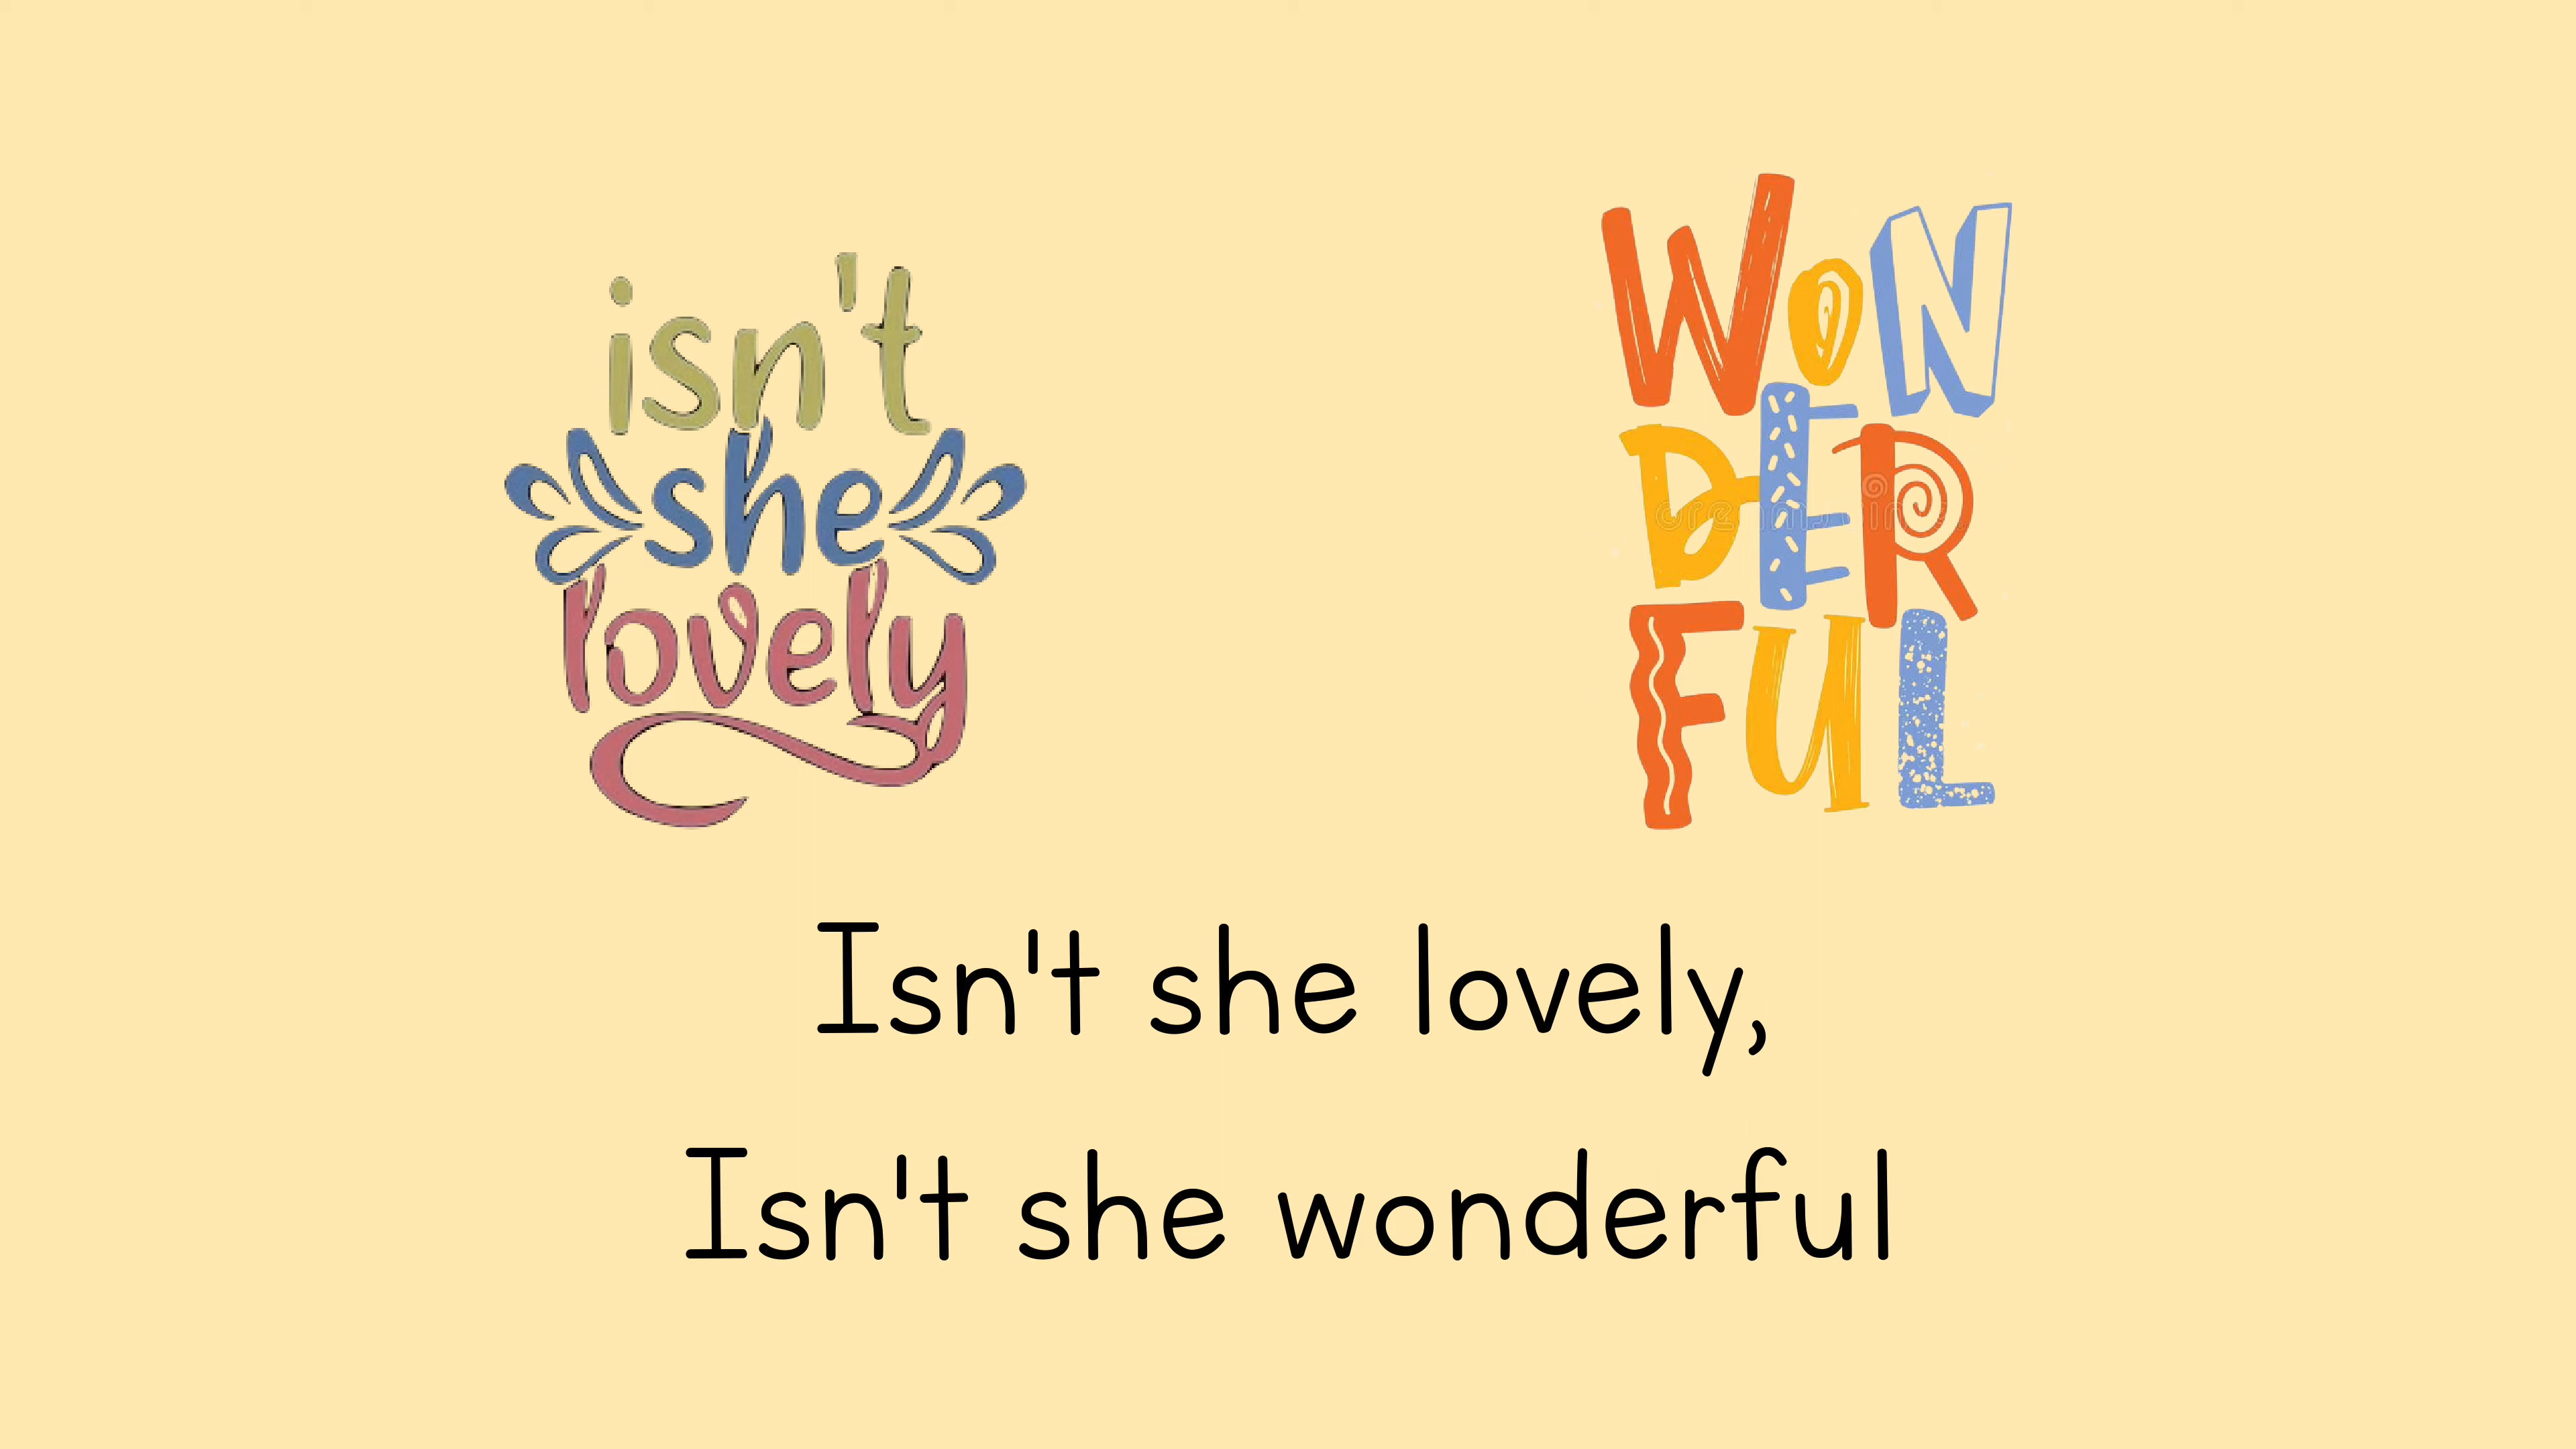 isn't
she
lovely
WON
DER
FUL
Isn't she lovely,
Isn't she wonderful